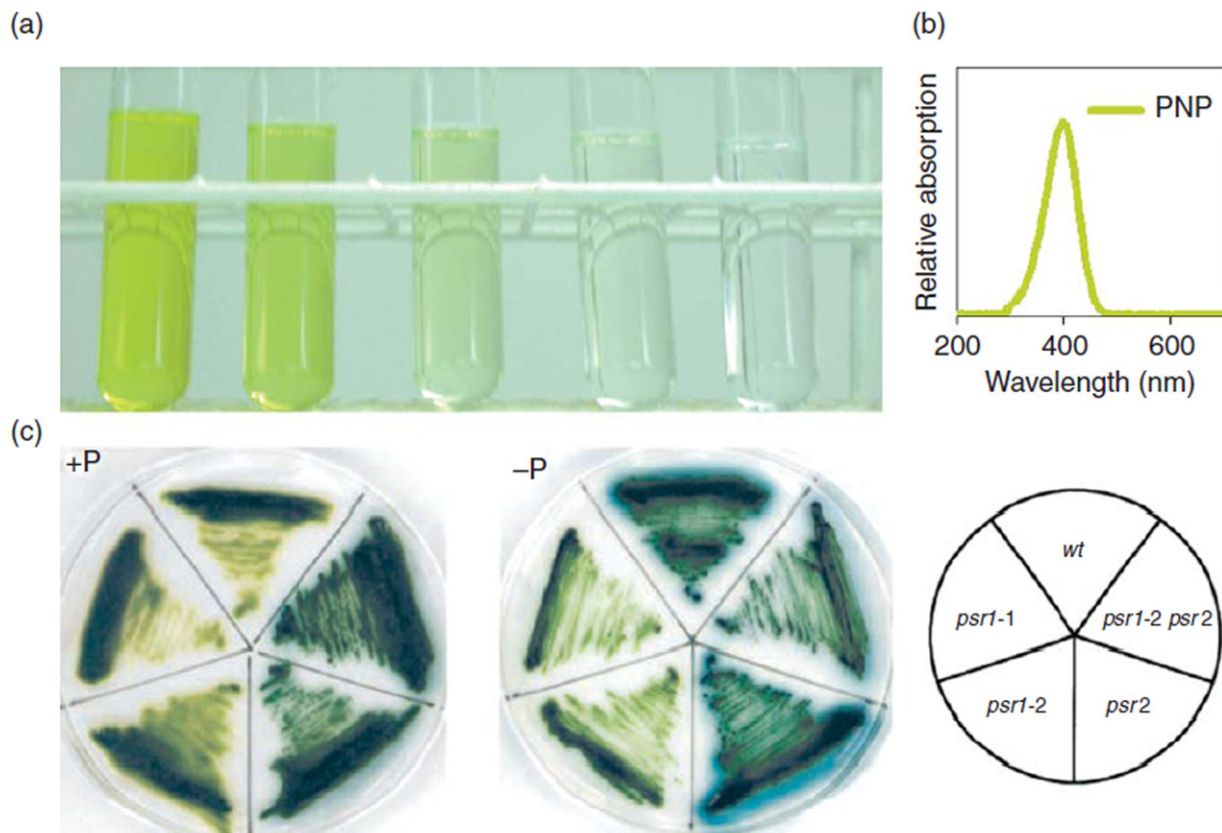 (a)
(b)
Relative absorption
PNP
200 400 600
Wavelength (nm)
(c)
+P
–P
wt
psr1-1
psr1-2 psr2
psr1-2
psr2